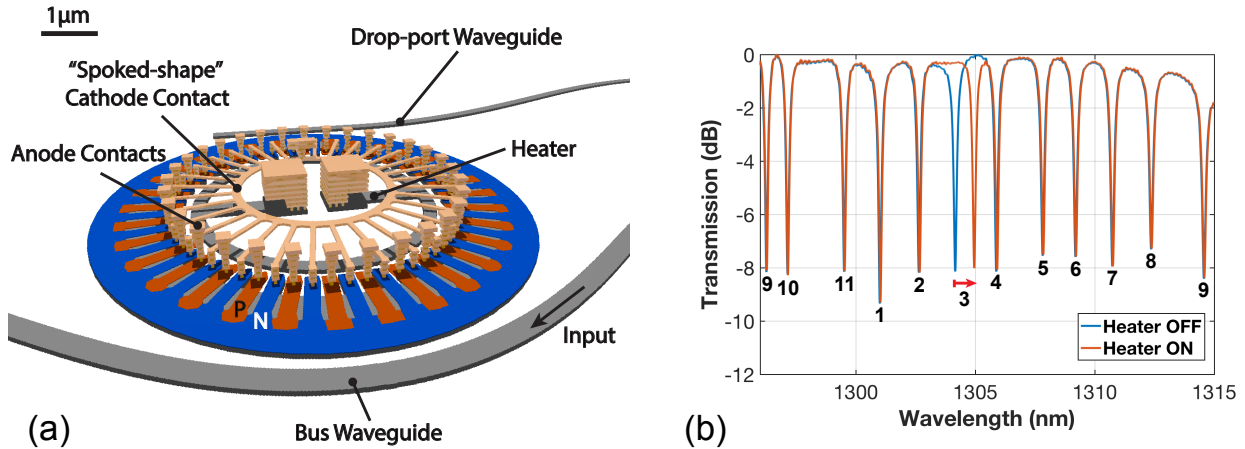 1μm
Drop-port Waveguide
“Spoked-shape”
Cathode Contact
Anode Contacts
Heater
P
N
Input
Bus Waveguide
(a)
0
-2
-4
-6
-8
-10
-12
Transmission (dB)
9
10
11
1
2
3
4
5
6
7
8
9
Heater OFF
Heater ON
1300
1305
1310
1315
Wavelength (nm)
(b)